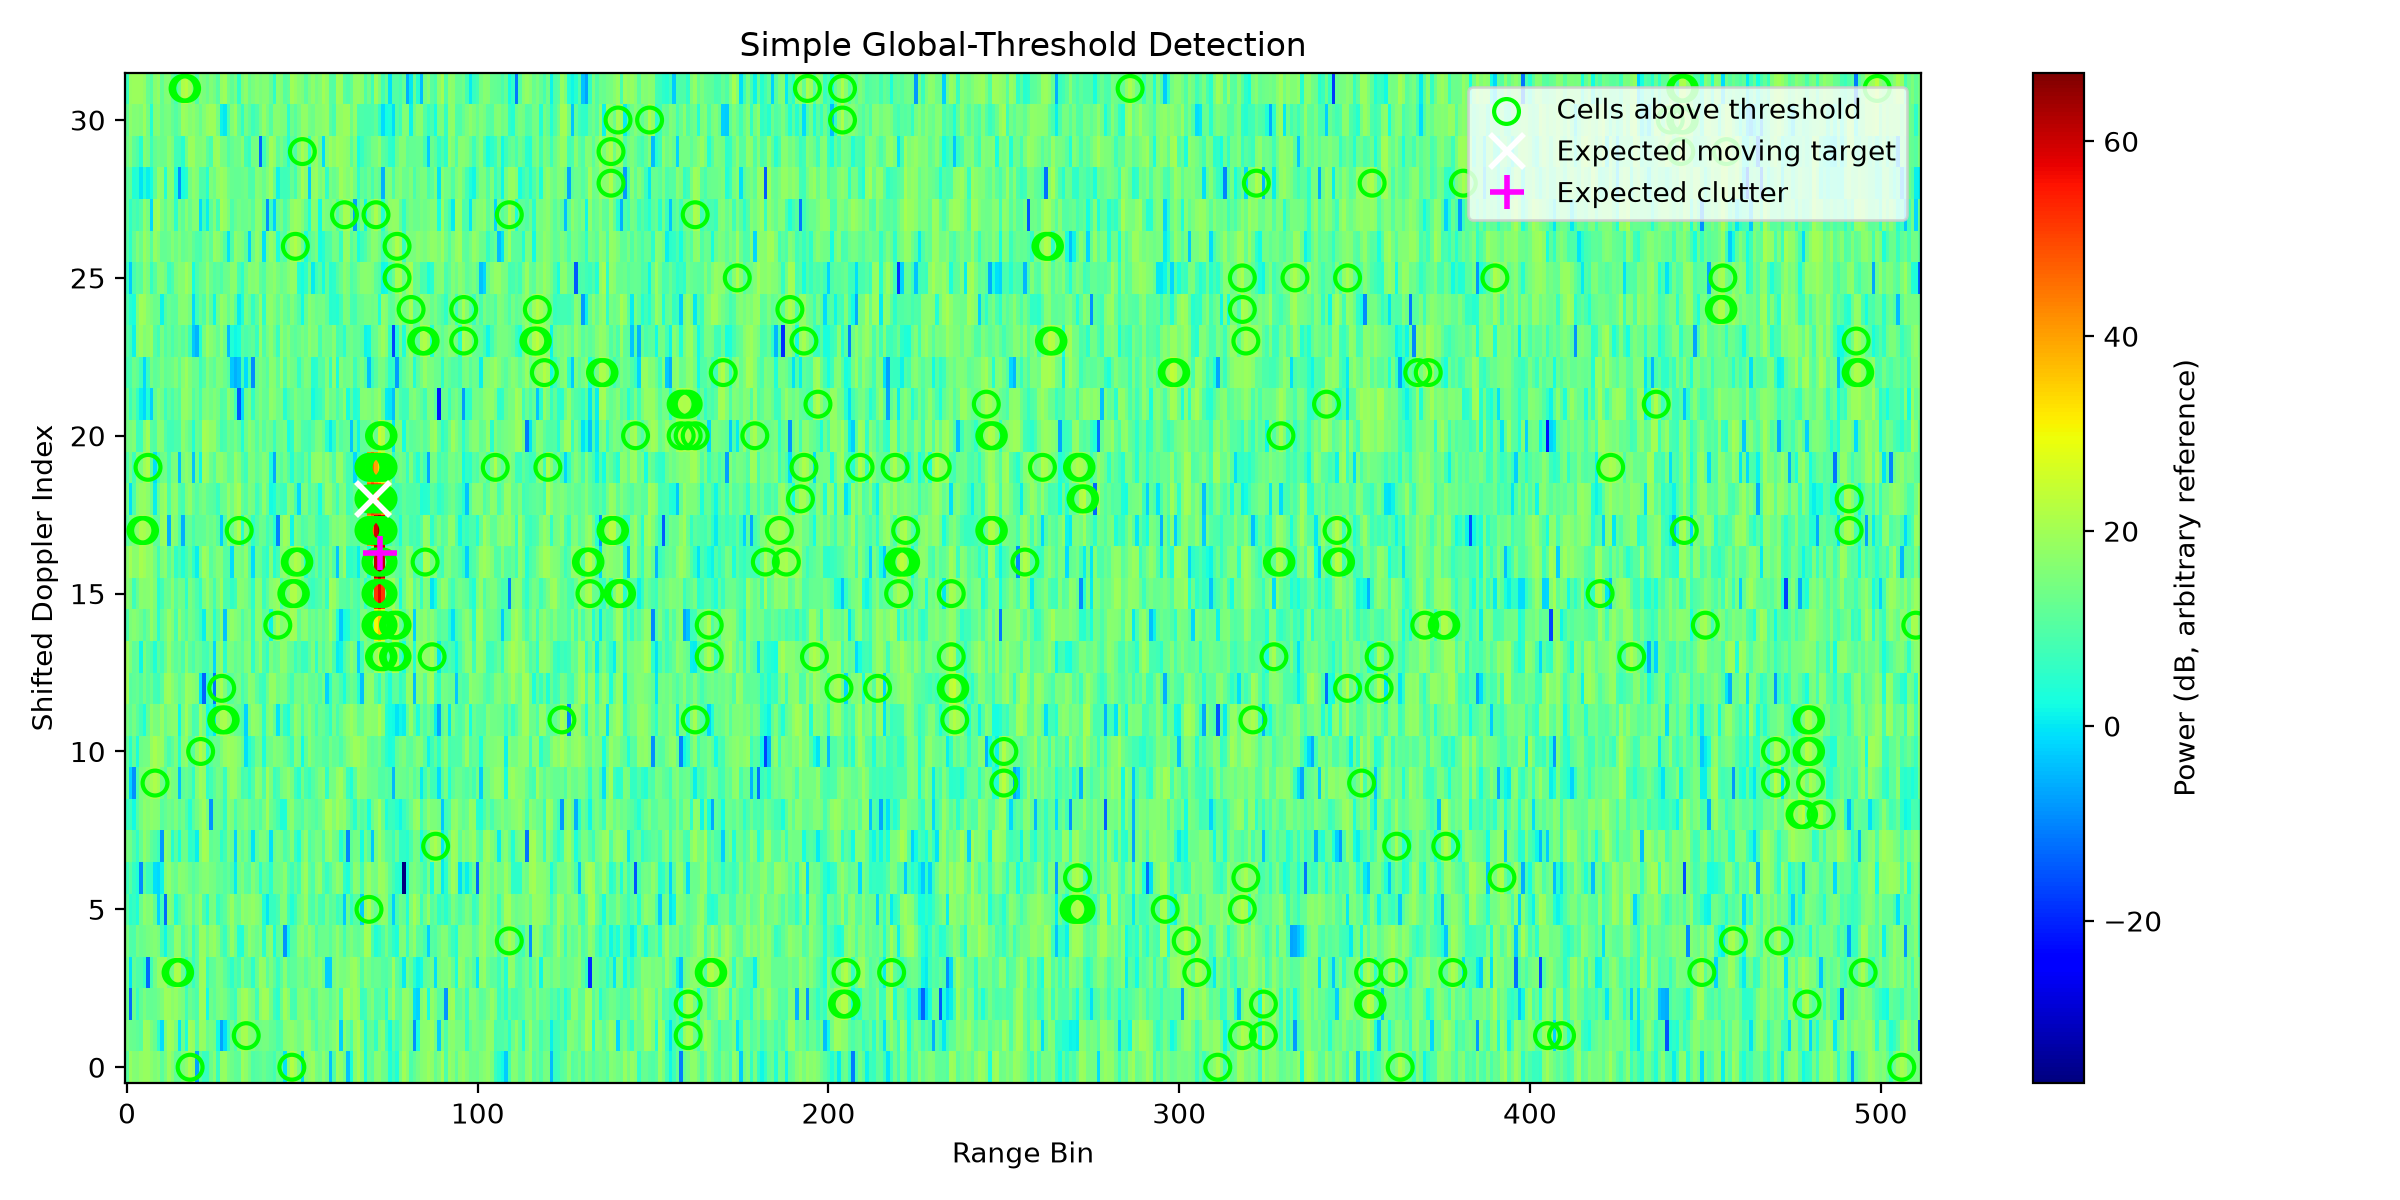 Simple Global-Threshold Detection
Cells above threshold
Expected moving target
Expected clutter
Shifted Doppler Index
30
25
20
15
10
5
0
0 100 200 300 400 500
Range Bin
60
40
20
0
−20
Power (dB, arbitrary reference)